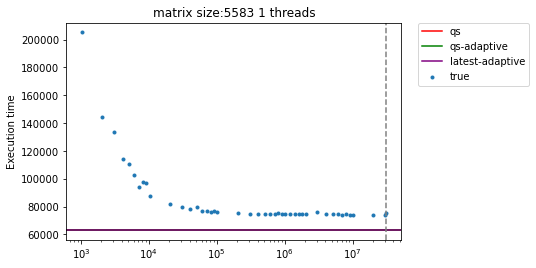 matrix size:5583 1 threads
Execution time
200000
180000
160000
140000
120000
100000
80000
60000
10³
10⁴
10⁵
10⁶
10⁷
qs
qs-adaptive
latest-adaptive
true